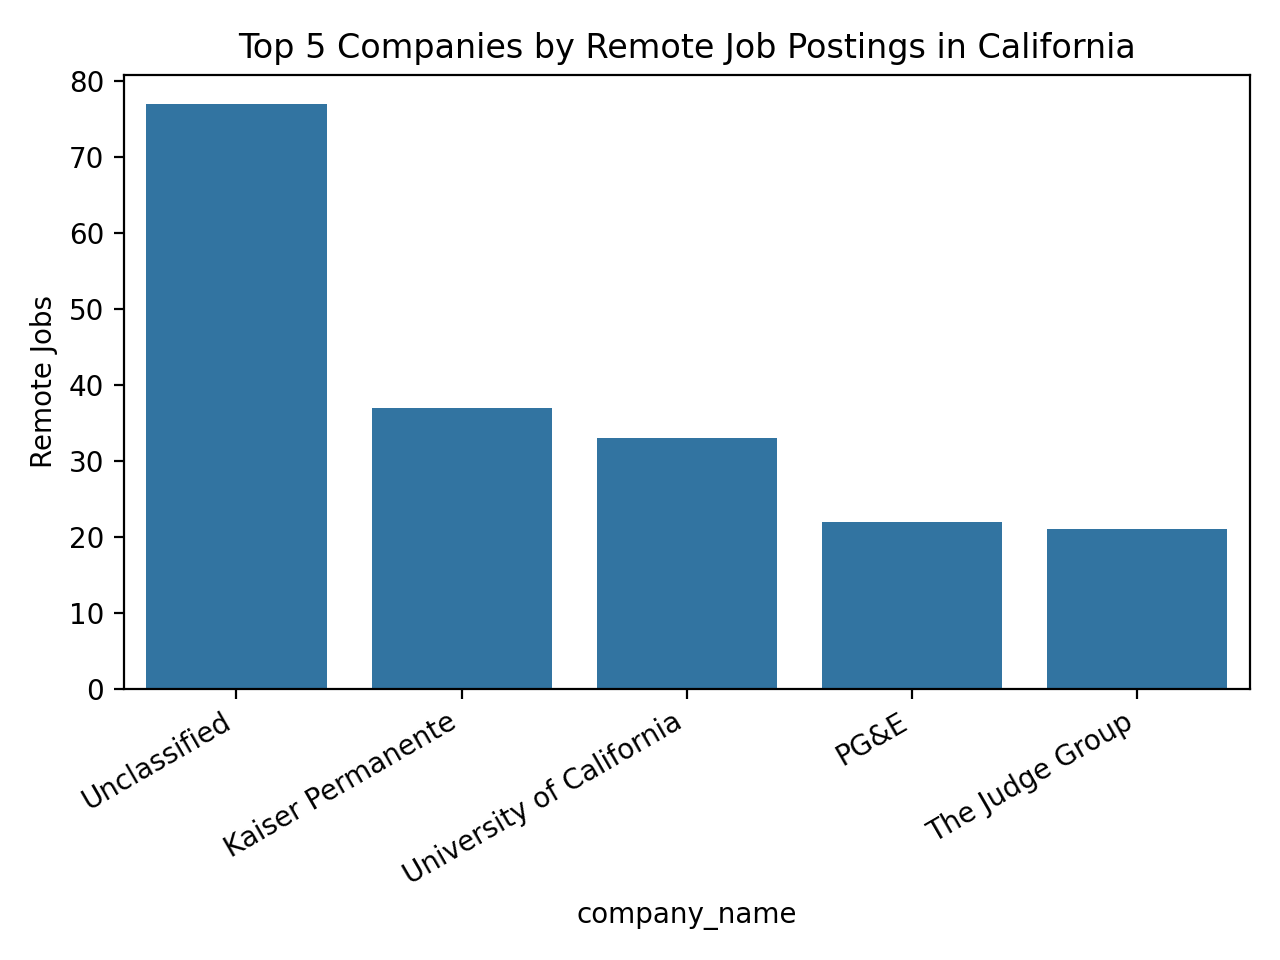 Top 5 Companies by Remote Job Postings in California
80
70
60
50
40
30
20
10
0
Remote Jobs
Unclassified
Kaiser Permanente
University of California
PG&E
The Judge Group
company_name